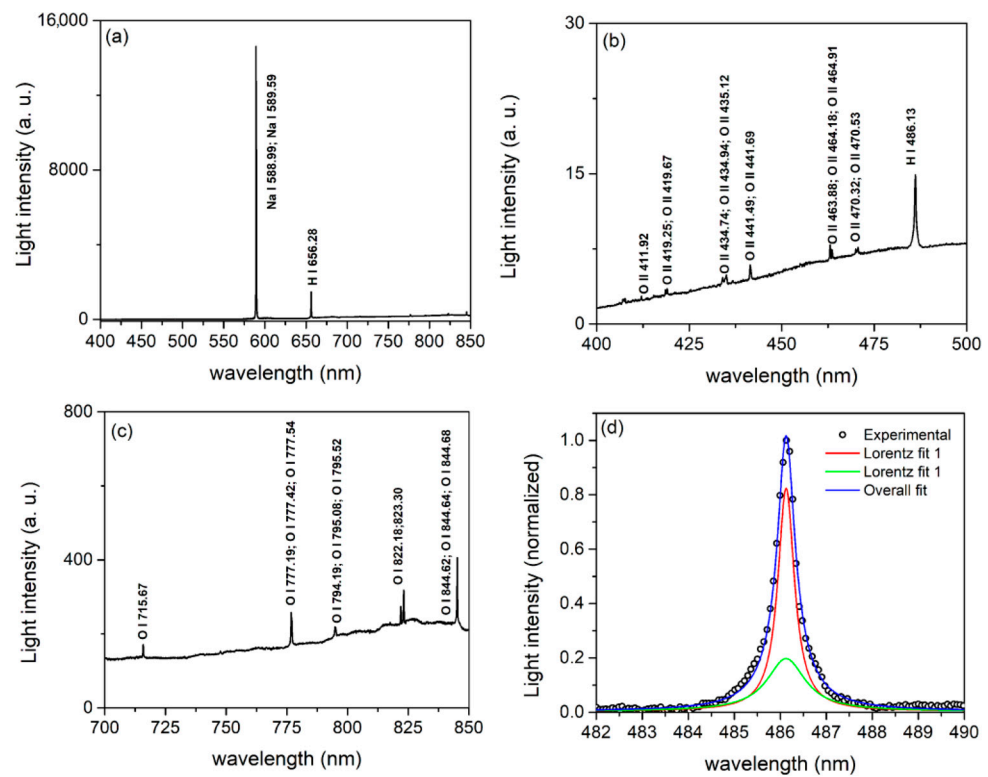 (a)
16,000
8000
0
Light intensity (a. u.)
Na I 588.99; Na I 589.59
H I 656.28
400 450 500 550 600 650 700 750 800 850
wavelength (nm)
(b)
30
15
0
Light intensity (a. u.)
O II 411.92
O II 419.25; O II 419.67
O II 434.74; O II 434.94; O II 435.12
O II 441.49; O II 441.69
O II 463.88; O II 464.18; O II 464.91
O II 470.32; O II 470.53
H I 486.13
400 425 450 475 500
wavelength (nm)
(c)
800
400
0
Light intensity (a. u.)
O I 715.67
O I 777.19; O I 777.42; O I 777.54
O I 794.19; O I 795.08; O I 795.52
O I 822.18;823.30
O I 844.62; O I 844.64; O I 844.68
700 725 750 775 800 825 850
wavelength (nm)
(d)
1.0
0.8
0.6
0.4
0.2
0.0
Light intensity (normalized)
Experimental
Lorentz fit 1
Lorentz fit 1
Overall fit
482 483 484 485 486 487 488 489 490
wavelength (nm)